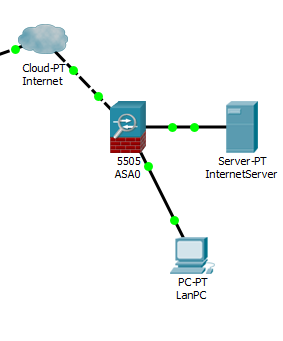 Cloud-PT
Internet
5505
ASA0
Server-PT
InternetServer
PC-PT
LanPC